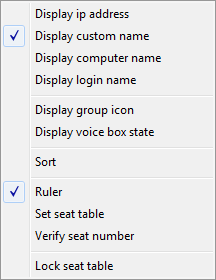 Display ip address
Display custom name
Display computer name
Display login name
Display group icon
Display voice box state
Sort
Ruler
Set seat table
Verify seat number
Lock seat table